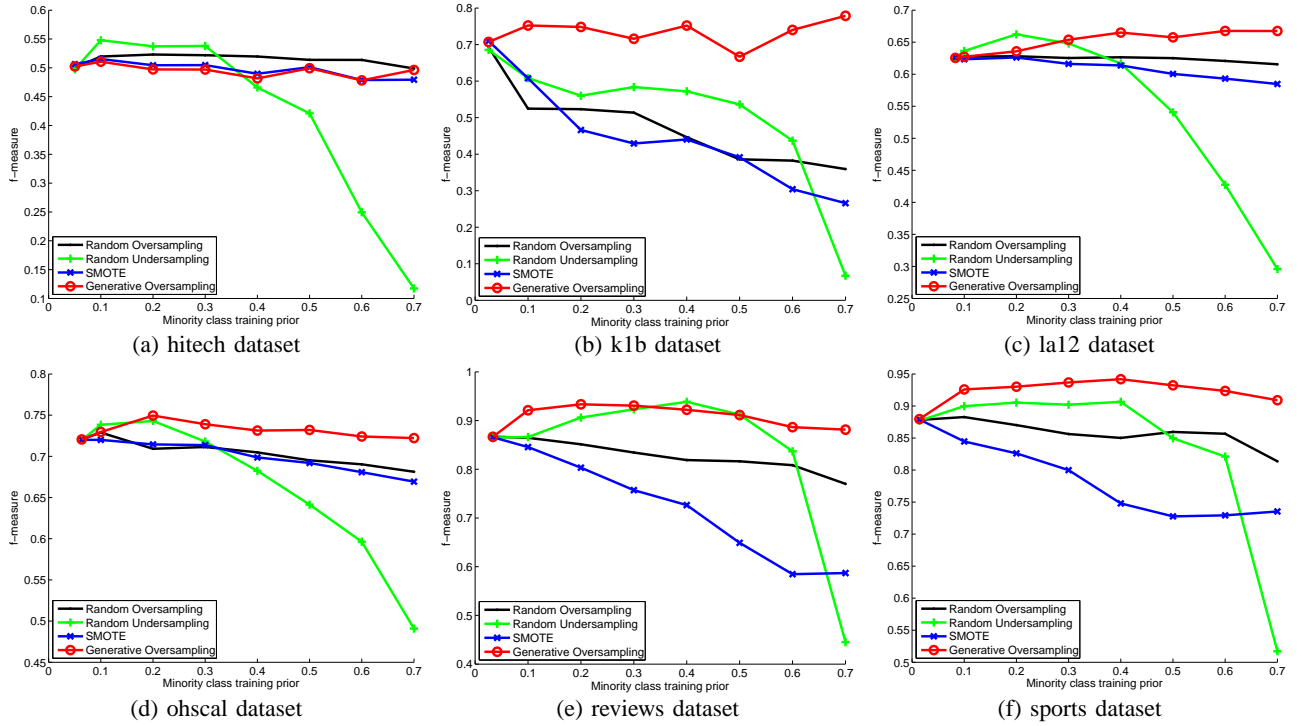 0.6
0.55
0.5
0.45
0.4
0.35
0.3
0.25
0.2
0.15
0.1
f−measure
0 0.1 0.2 0.3 0.4 0.5 0.6 0.7
Minority class training prior
Random Oversampling
Random Undersampling
SMOTE
Generative Oversampling
(a) hitech dataset
0.8
0.7
0.6
0.5
0.4
0.3
0.2
0.1
0
f−measure
0 0.1 0.2 0.3 0.4 0.5 0.6 0.7
Minority class training prior
Random Oversampling
Random Undersampling
SMOTE
Generative Oversampling
(b) k1b dataset
0.7
0.65
0.6
0.55
0.5
0.45
0.4
0.35
0.3
0.25
f−measure
0 0.1 0.2 0.3 0.4 0.5 0.6 0.7
Minority class training prior
Random Oversampling
Random Undersampling
SMOTE
Generative Oversampling
(c) la12 dataset
0.8
0.75
0.7
0.65
0.6
0.55
0.5
0.45
f−measure
0 0.1 0.2 0.3 0.4 0.5 0.6 0.7
Minority class training prior
Random Oversampling
Random Undersampling
SMOTE
Generative Oversampling
(d) ohscal dataset
1
0.9
0.8
0.7
0.6
0.5
0.4
f−measure
0 0.1 0.2 0.3 0.4 0.5 0.6 0.7
Minority class training prior
Random Oversampling
Random Undersampling
SMOTE
Generative Oversampling
(e) reviews dataset
0.95
0.9
0.85
0.8
0.75
0.7
0.65
0.6
0.55
0.5
f−measure
0 0.1 0.2 0.3 0.4 0.5 0.6 0.7
Minority class training prior
Random Oversampling
Random Undersampling
SMOTE
Generative Oversampling
(f) sports dataset